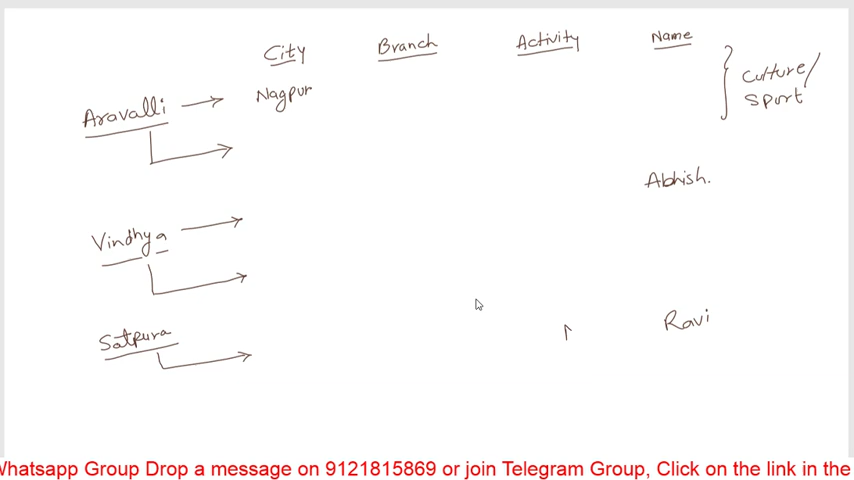 City Branch Activity Name
Culture/
Sport
Aravalli Nagpur
Abhish.
Vindhya
Satpura Ravi
Whatsapp Group Drop a message on 9121815869 or join Telegram Group, Click on the link in the